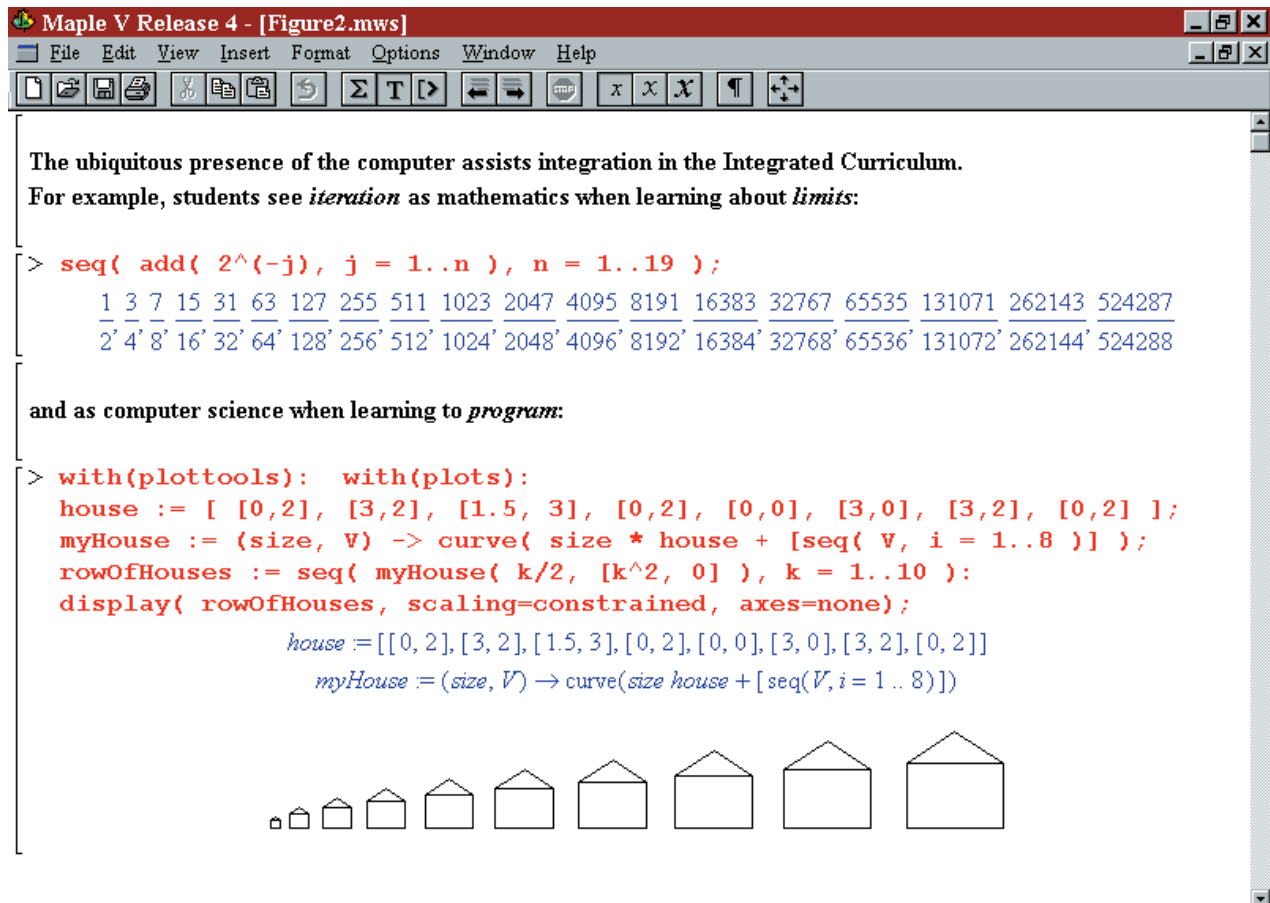 Maple V Release 4 - [Figure2.mws]
File Edit View Insert Format Options Window Help
Σ T [> STOP x x x ¶
The ubiquitous presence of the computer assists integration in the Integrated Curriculum.
For example, students see iteration as mathematics when learning about limits:
> seq( add( 2^(-j), j = 1..n ), n = 1..19 );
1/2, 3/4, 7/8, 15/16, 31/32, 63/64, 127/128, 255/256, 511/512, 1023/1024, 2047/2048, 4095/4096, 8191/8192, 16383/16384, 32767/32768, 65535/65536, 131071/131072, 262143/262144, 524287/524288
and as computer science when learning to program:
> with(plottools): with(plots):
house := [ [0,2], [3,2], [1.5, 3], [0,2], [0,0], [3,0], [3,2], [0,2] ];
myHouse := (size, V) -> curve( size * house + [seq( V, i = 1..8 )] );
rowOfHouses := seq( myHouse( k/2, [k^2, 0] ), k = 1..10 ):
display( rowOfHouses, scaling=constrained, axes=none);
house := [[0, 2], [3, 2], [1.5, 3], [0, 2], [0, 0], [3, 0], [3, 2], [0, 2]]
myHouse := (size, V) → curve(size house + [seq(V, i = 1 .. 8)])